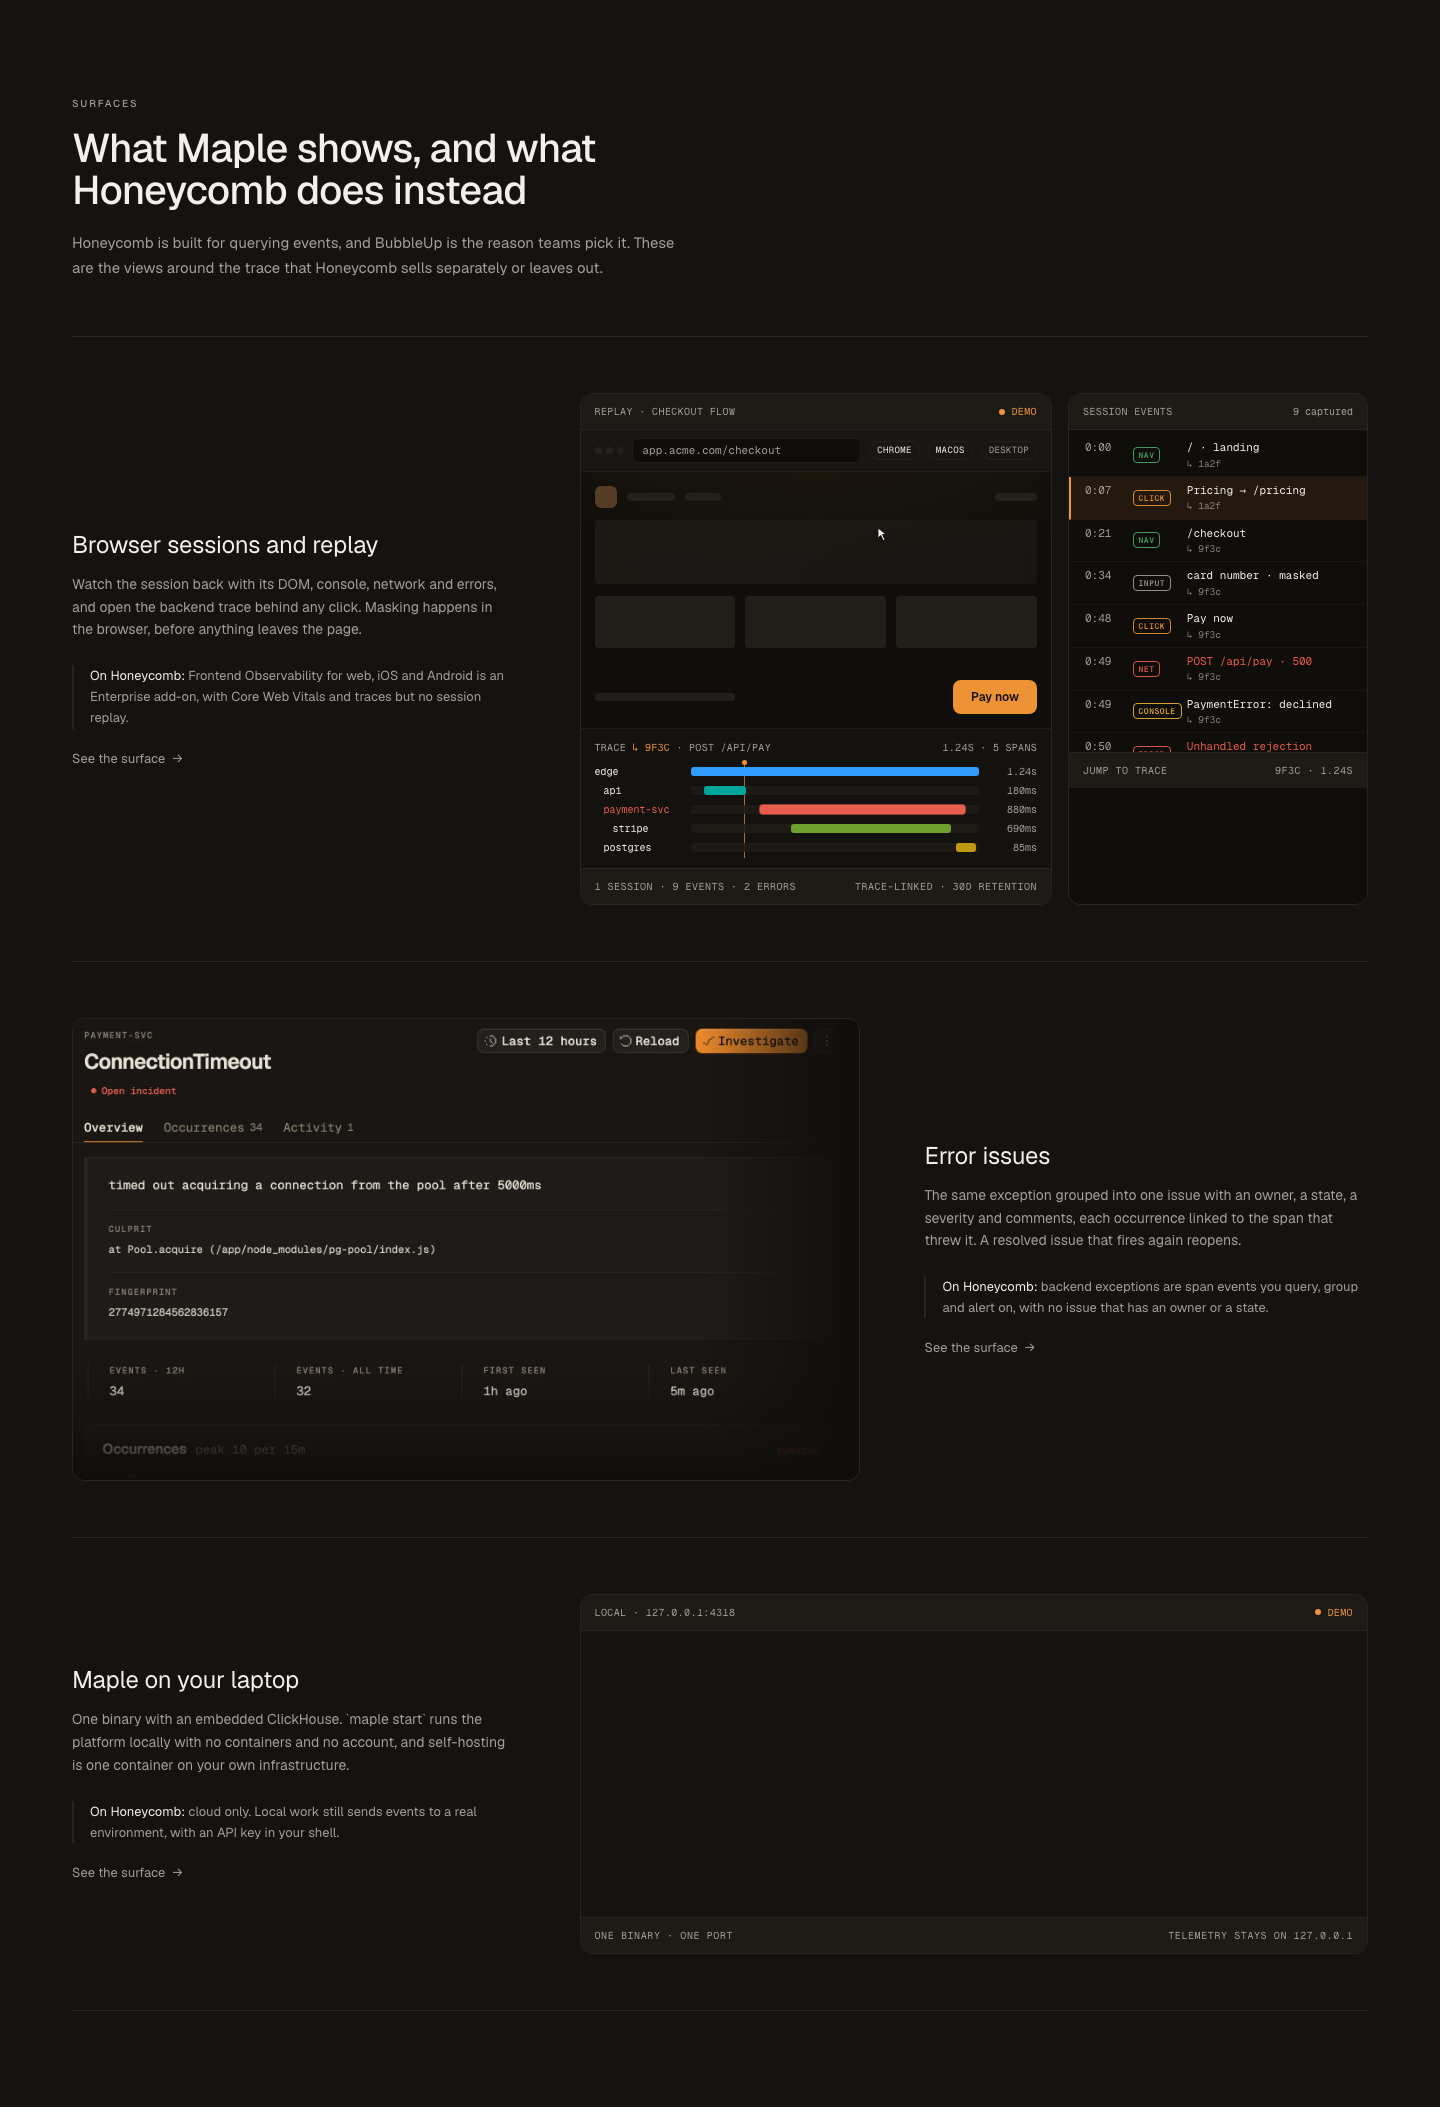 SURFACES
What Maple shows, and what
Honeycomb does instead
Honeycomb is built for querying events, and BubbleUp is the reason teams pick it. These
are the views around the trace that Honeycomb sells separately or leaves out.
Browser sessions and replay
Watch the session back with its DOM, console, network and errors,
and open the backend trace behind any click. Masking happens in
the browser, before anything leaves the page.
On Honeycomb: Frontend Observability for web, iOS and Android is an
Enterprise add-on, with Core Web Vitals and traces but no session
replay.
See the surface →
REPLAY · CHECKOUT FLOW
DEMO
app.acme.com/checkout
CHROME
MACOS
DESKTOP
Pay now
TRACE ↳ 9F3C · POST /API/PAY
1.24S · 5 SPANS
edge
1.24s
api
180ms
payment-svc
880ms
stripe
690ms
postgres
85ms
1 SESSION · 9 EVENTS · 2 ERRORS
TRACE-LINKED · 30D RETENTION
SESSION EVENTS
9 captured
0:00 NAV / · landing
↳ 1a2f
0:07 CLICK Pricing → /pricing
↳ 1a2f
0:21 NAV /checkout
↳ 9f3c
0:34 INPUT card number · masked
↳ 9f3c
0:48 CLICK Pay now
↳ 9f3c
0:49 NET POST /api/pay · 500
↳ 9f3c
0:49 CONSOLE PaymentError: declined
↳ 9f3c
0:50 Unhandled rejection
JUMP TO TRACE
9F3C · 1.24S
PAYMENT-SVC
ConnectionTimeout
Last 12 hours
Reload
Investigate
Open incident
Overview
Occurrences 34
Activity 1
timed out acquiring a connection from the pool after 5000ms
CULPRIT
at Pool.acquire (/app/node_modules/pg-pool/index.js)
FINGERPRINT
2774971284562836157
EVENTS · 12H
34
EVENTS · ALL TIME
32
FIRST SEEN
1h ago
LAST SEEN
5m ago
Occurrences peak 10 per 15m
Error issues
The same exception grouped into one issue with an owner, a state, a
severity and comments, each occurrence linked to the span that
threw it. A resolved issue that fires again reopens.
On Honeycomb: backend exceptions are span events you query, group
and alert on, with no issue that has an owner or a state.
See the surface →
Maple on your laptop
One binary with an embedded ClickHouse. `maple start` runs the
platform locally with no containers and no account, and self-hosting
is one container on your own infrastructure.
On Honeycomb: cloud only. Local work still sends events to a real
environment, with an API key in your shell.
See the surface →
LOCAL · 127.0.0.1:4318
DEMO
ONE BINARY · ONE PORT
TELEMETRY STAYS ON 127.0.0.1